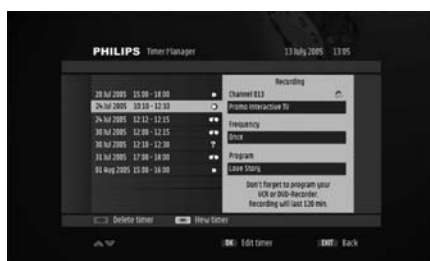 PHILIPS Timer Manager 13 July 2005 13:05
Recording
20 Jul 2005 15:00 - 18:00
Channel 013
24 Jul 2005 10:10 - 12:10
Promo Interactive TV
24 Jul 2005 12:12 - 12:15
Frequency
30 Jul 2005 12:00 - 12:15
Once
30 Jul 2005 12:10 - 12:30 ?
31 Jul 2005 17:00 - 18:00
Program
01 Aug 2005 15:00 - 16:00
Love Story
Don't forget to program your
VCR or DVD-Recorder.
Recording will last 120 min.
Delete timer New timer
OK Edit timer EXIT Back